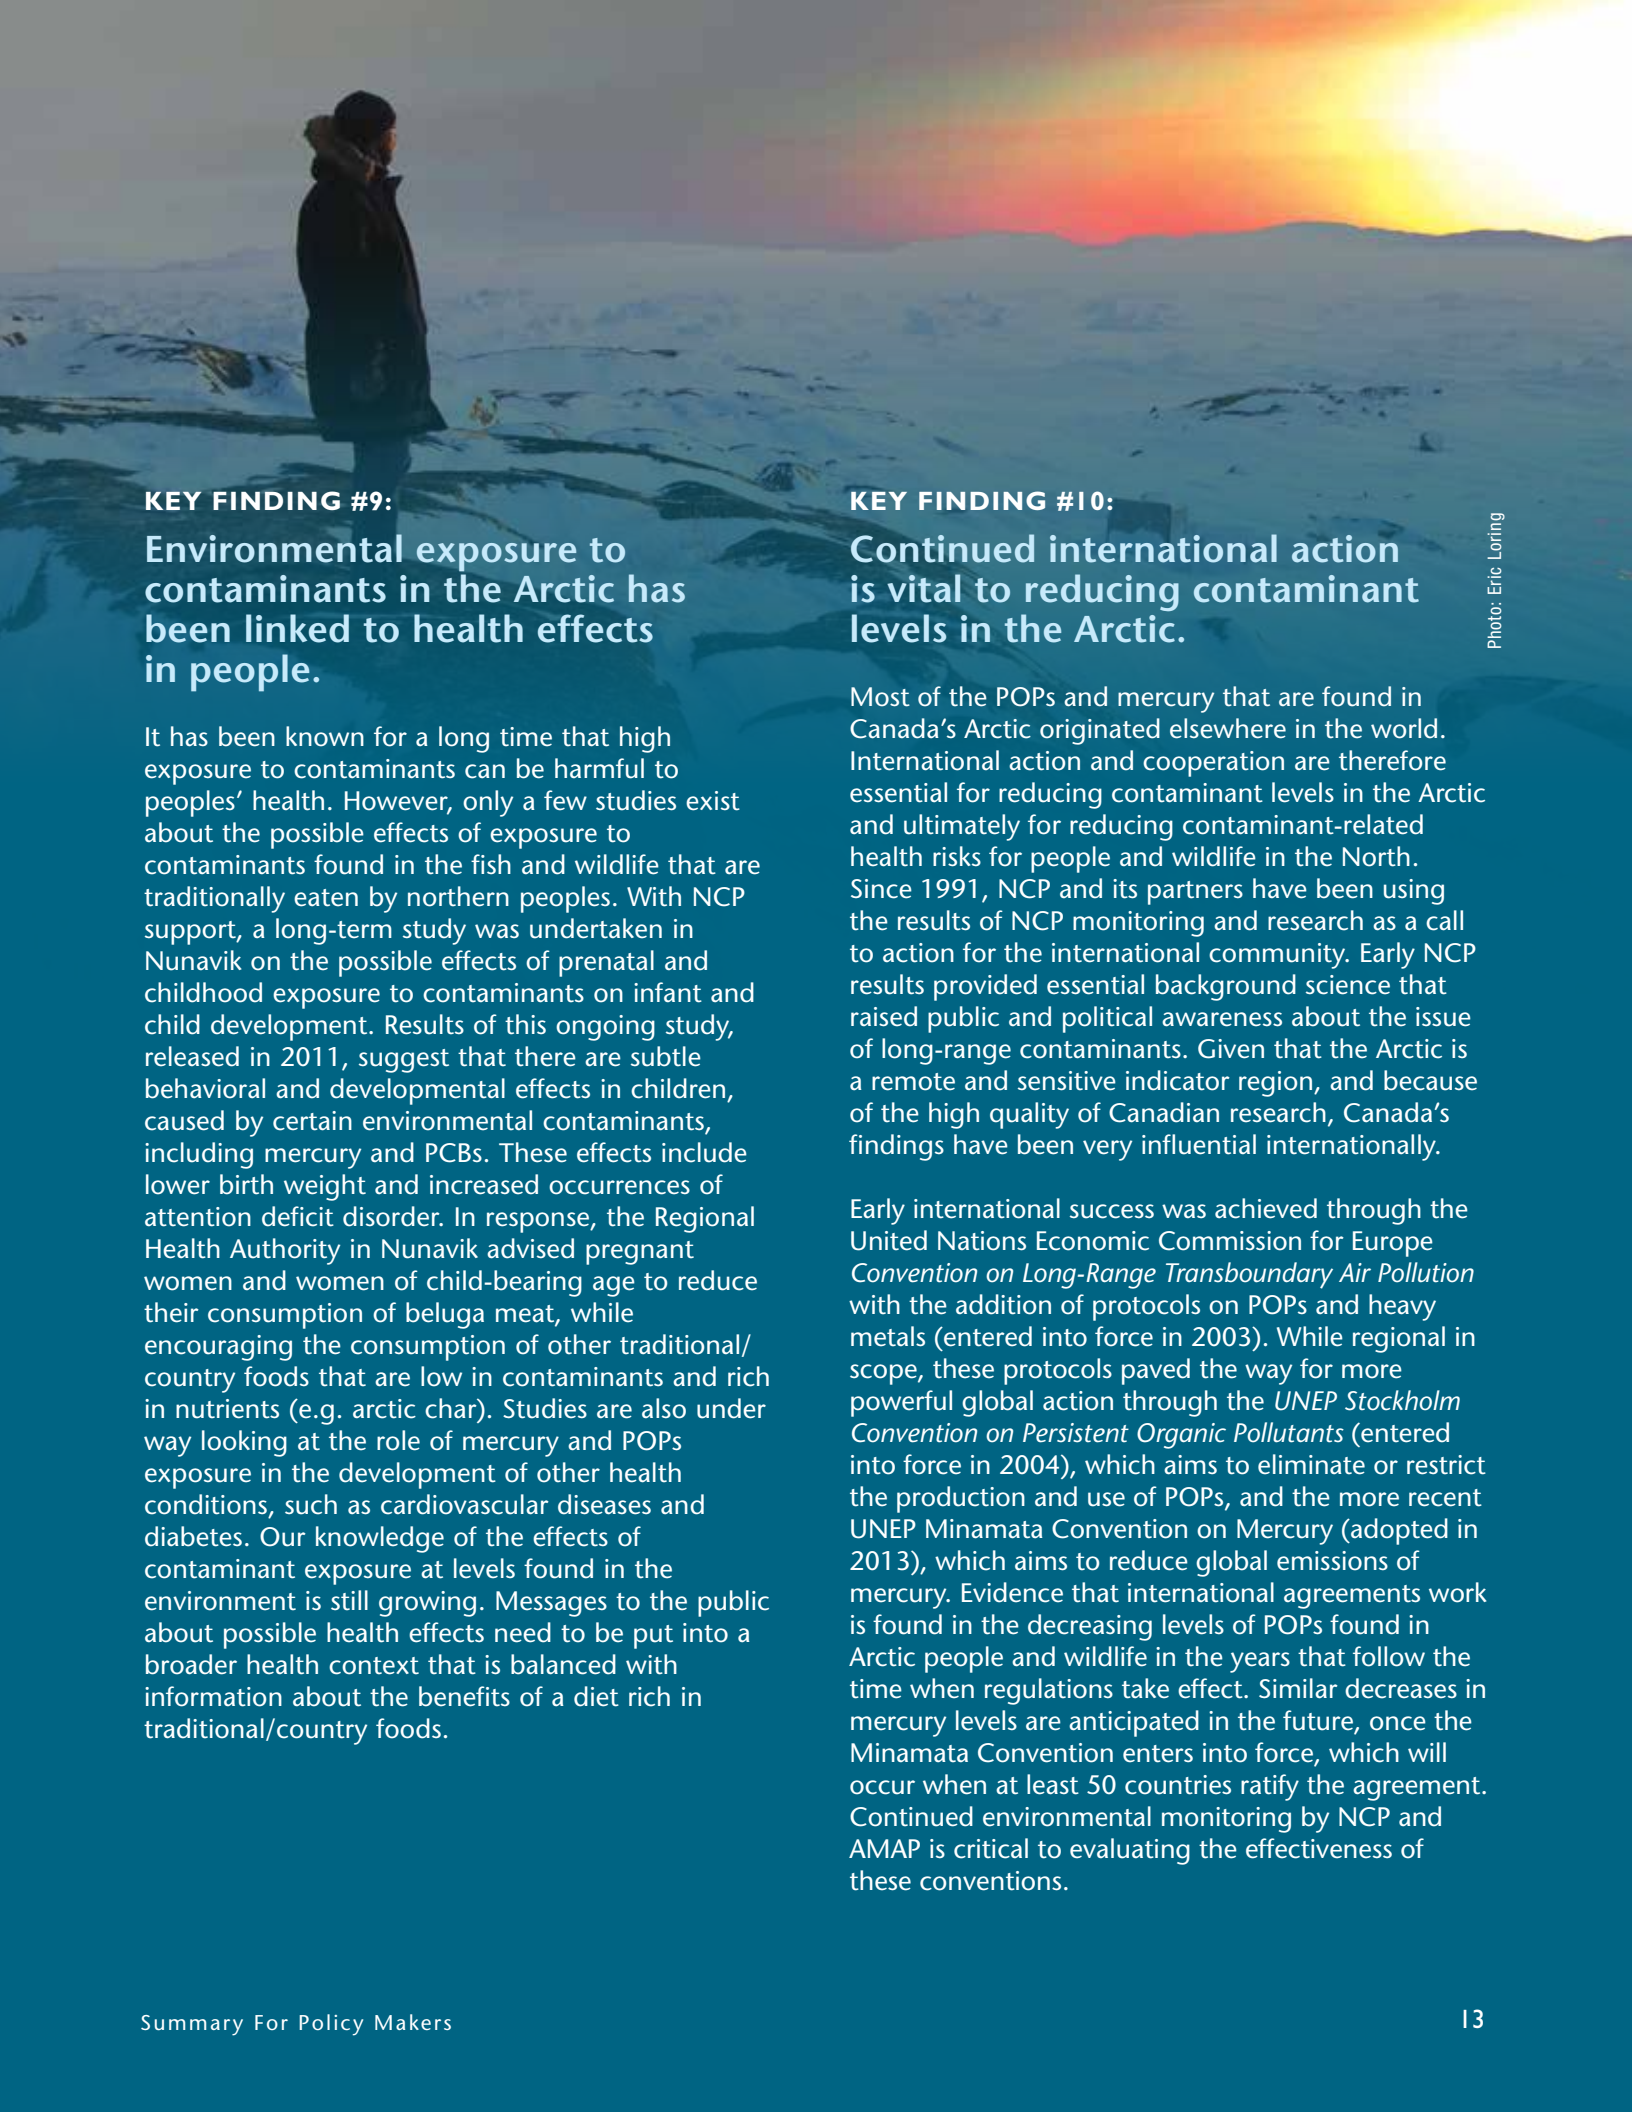 KEY FINDING #9:
Environmental exposure to
contaminants in the Arctic has
been linked to health effects
in people.
It has been known for a long time that high
exposure to contaminants can be harmful to
peoples’ health. However, only a few studies exist
about the possible effects of exposure to
contaminants found in the fish and wildlife that are
traditionally eaten by northern peoples. With NCP
support, a long-term study was undertaken in
Nunavik on the possible effects of prenatal and
childhood exposure to contaminants on infant and
child development. Results of this ongoing study,
released in 2011, suggest that there are subtle
behavioral and developmental effects in children,
caused by certain environmental contaminants,
including mercury and PCBs. These effects include
lower birth weight and increased occurrences of
attention deficit disorder. In response, the Regional
Health Authority in Nunavik advised pregnant
women and women of child-bearing age to reduce
their consumption of beluga meat, while
encouraging the consumption of other traditional/
country foods that are low in contaminants and rich
in nutrients (e.g. arctic char). Studies are also under
way looking at the role of mercury and POPs
exposure in the development of other health
conditions, such as cardiovascular diseases and
diabetes. Our knowledge of the effects of
contaminant exposure at levels found in the
environment is still growing. Messages to the public
about possible health effects need to be put into a
broader health context that is balanced with
information about the benefits of a diet rich in
traditional/country foods.
KEY FINDING #10:
Continued international action
is vital to reducing contaminant
levels in the Arctic.
Most of the POPs and mercury that are found in
Canada’s Arctic originated elsewhere in the world.
International action and cooperation are therefore
essential for reducing contaminant levels in the Arctic
and ultimately for reducing contaminant-related
health risks for people and wildlife in the North.
Since 1991, NCP and its partners have been using
the results of NCP monitoring and research as a call
to action for the international community. Early NCP
results provided essential background science that
raised public and political awareness about the issue
of long-range contaminants. Given that the Arctic is
a remote and sensitive indicator region, and because
of the high quality of Canadian research, Canada’s
findings have been very influential internationally.
Early international success was achieved through the
United Nations Economic Commission for Europe
Convention on Long-Range Transboundary Air Pollution
with the addition of protocols on POPs and heavy
metals (entered into force in 2003). While regional in
scope, these protocols paved the way for more
powerful global action through the UNEP Stockholm
Convention on Persistent Organic Pollutants (entered
into force in 2004), which aims to eliminate or restrict
the production and use of POPs, and the more recent
UNEP Minamata Convention on Mercury (adopted in
2013), which aims to reduce global emissions of
mercury. Evidence that international agreements work
is found in the decreasing levels of POPs found in
Arctic people and wildlife in the years that follow the
time when regulations take effect. Similar decreases in
mercury levels are anticipated in the future, once the
Minamata Convention enters into force, which will
occur when at least 50 countries ratify the agreement.
Continued environmental monitoring by NCP and
AMAP is critical to evaluating the effectiveness of
these conventions.
Photo: Eric Loring
Summary For Policy Makers
13